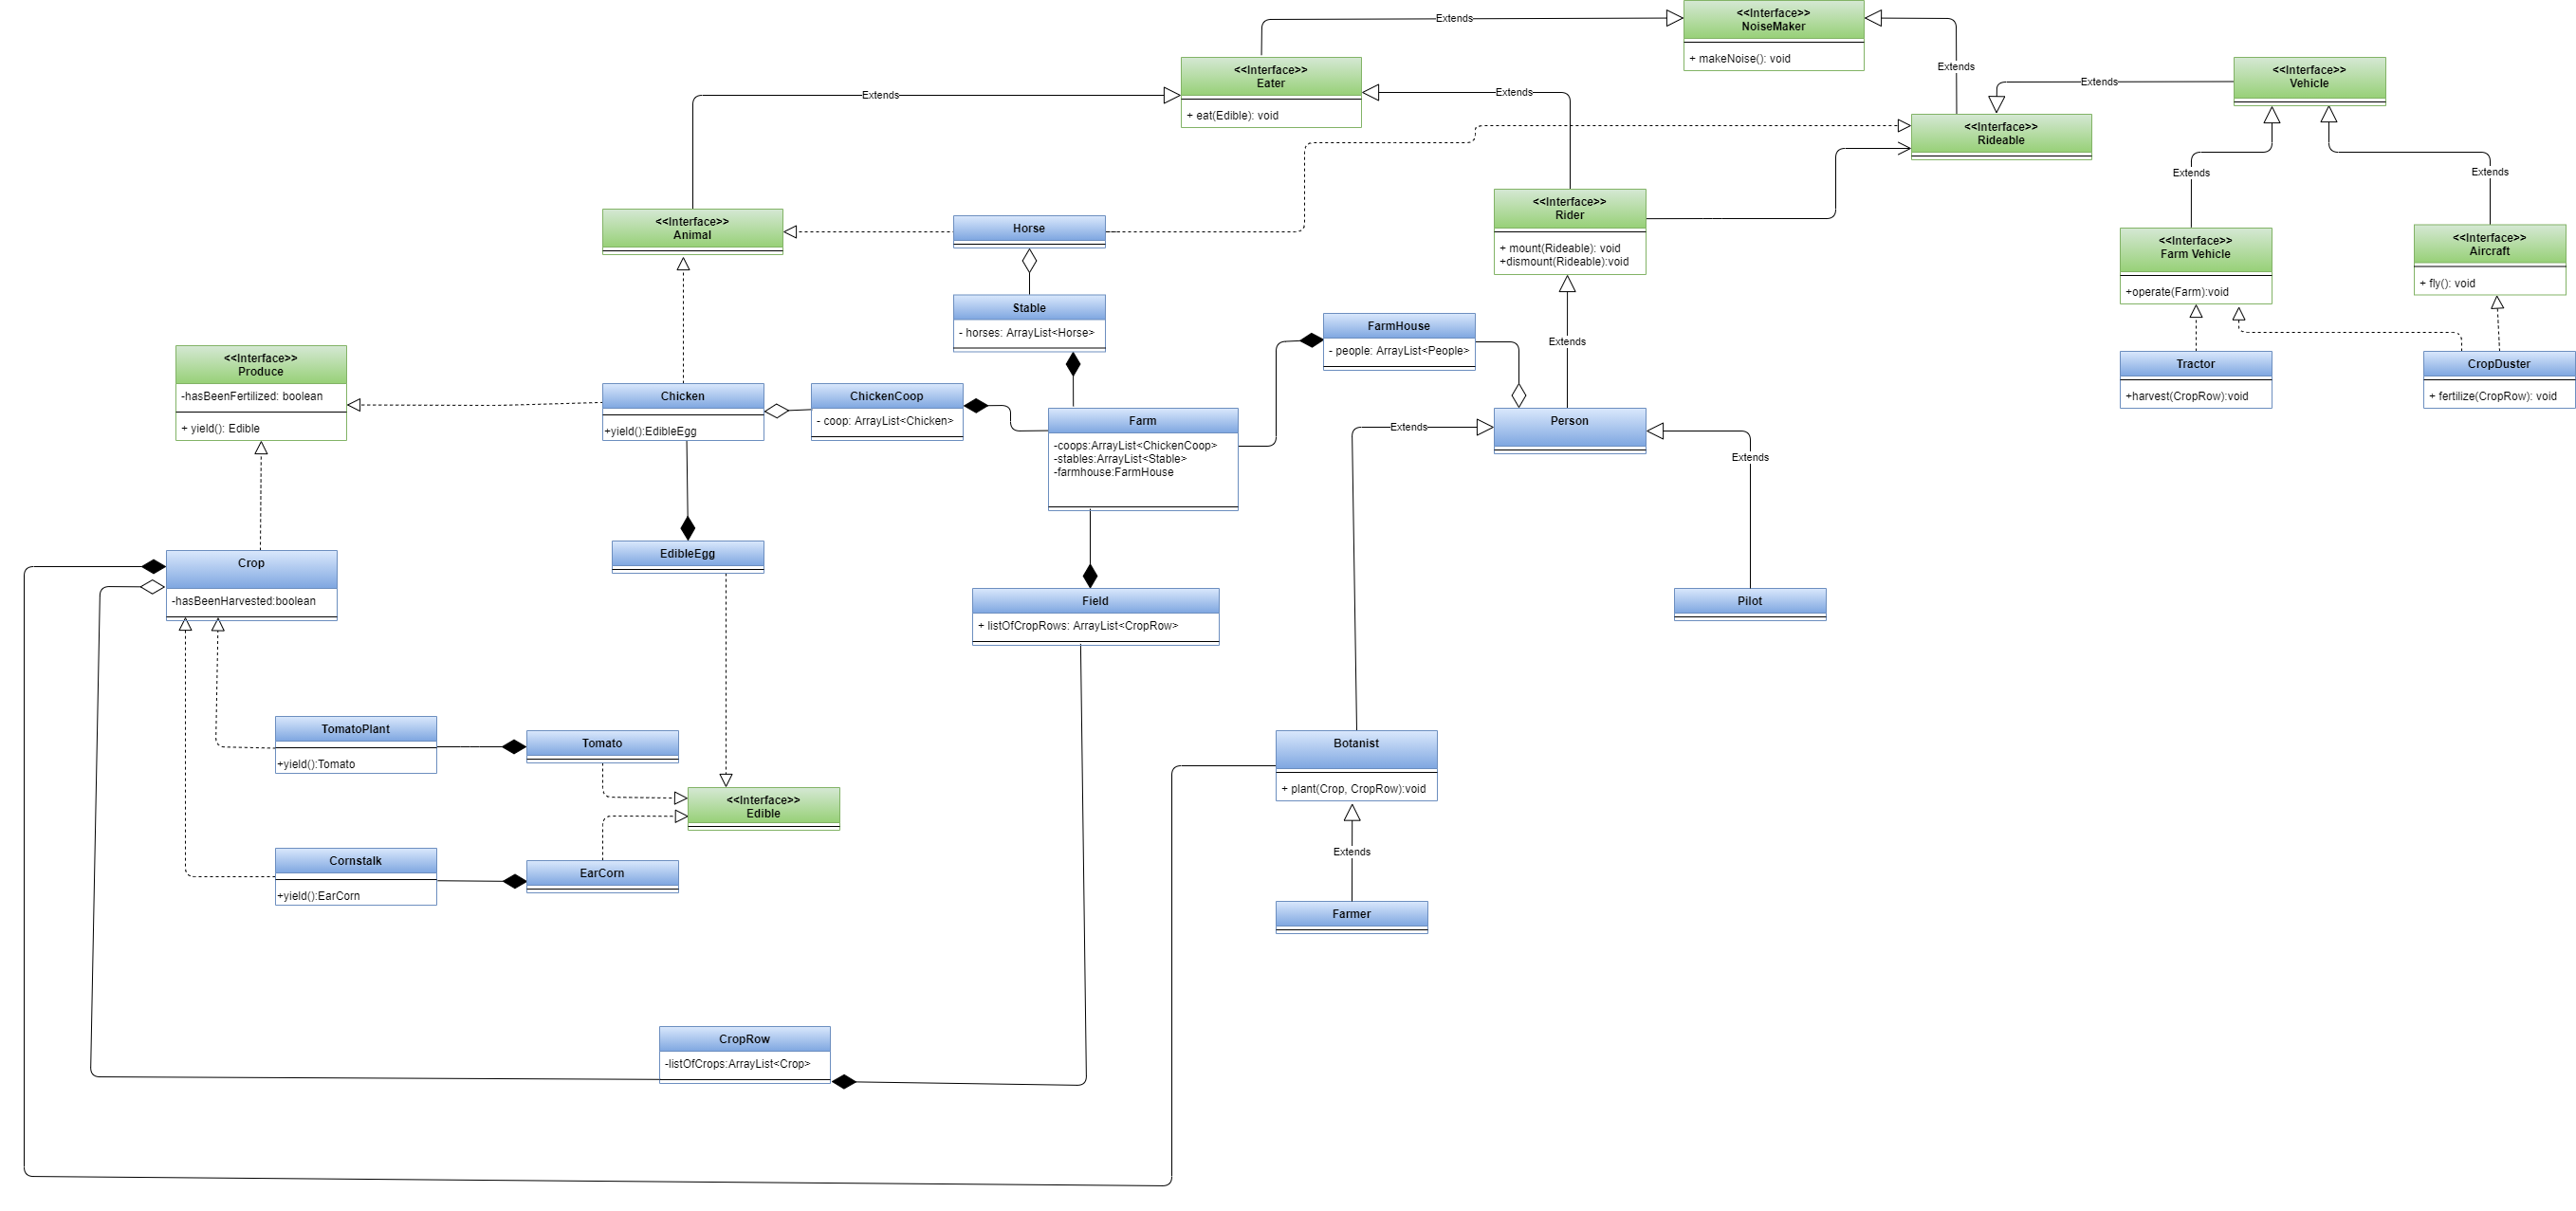 <<Interface>>
NoiseMaker
+ makeNoise(): void
Extends
Extends
<<Interface>>
Eater
+ eat(Edible): void
Extends
Extends
<<Interface>>
Vehicle
Extends
<<Interface>>
Rideable
Extends
Extends
<<Interface>>
Animal
Horse
<<Interface>>
Rider
+ mount(Rideable): void
+dismount(Rideable):void
<<Interface>>
Farm Vehicle
+operate(Farm):void
<<Interface>>
Aircraft
+ fly(): void
Stable
- horses: ArrayList<Horse>
FarmHouse
- people: ArrayList<People>
Extends
<<Interface>>
Produce
-hasBeenFertilized: boolean
+ yield(): Edible
Tractor
+harvest(CropRow):void
CropDuster
+ fertilize(CropRow): void
Chicken
+yield():EdibleEgg
ChickenCoop
- coop: ArrayList<Chicken>
Farm
-coops:ArrayList<ChickenCoop>
-stables:ArrayList<Stable>
-farmhouse:FarmHouse
Extends
Person
Extends
EdibleEgg
Crop
-hasBeenHarvested:boolean
Field
+ listOfCropRows: ArrayList<CropRow>
Pilot
TomatoPlant
+yield():Tomato
Tomato
Botanist
+ plant(Crop, CropRow):void
<<Interface>>
Edible
Extends
Cornstalk
+yield():EarCorn
EarCorn
Farmer
CropRow
-listOfCrops:ArrayList<Crop>